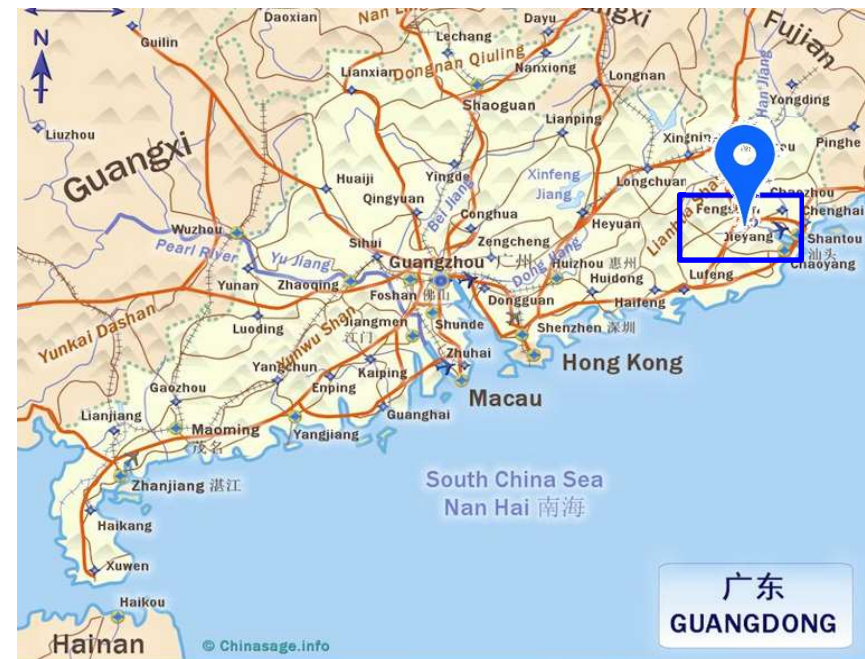 Daoxian
Nan Lin
Dayu
angxi
Fujian
N
Guilin
Lechang
Dongnan Qiuling
Nanxiong
Lianxian
Longnan
Han Jiang
Yongding
Shaoguan
Liuzhou
Lianping
Xingnin
Pinghe
Guangxi
Huaiji
Yingde
Xinfeng
Jiang
Longchuan
Qingyuan
Bei Jiang
Lianhua Sha
Chaozhou
Conghua
Heyuan
Chenghai
Wuzhou
Pearl River
Yu Jiang
Sihui
Zengcheng
Jieyang
Shantou
汕头
Guangzhou 广州
Dong Jiang
Huizhou 惠州
Chaoyang
Yunan
Zhaoqing
Huidong
Lufeng
Foshan 佛山
Dongguan
Haifeng
Yunkai Dashan
Luoding
Yunwu Shan
Jiangmen
江门
Shunde
Shenzhen 深圳
Yangchun
Zhuhai
Hong Kong
Gaozhou
Enping
Kaiping
Macau
Lianjiang
Guanghai
Maoming
茂名
Yangjiang
Zhanjiang 湛江
South China Sea
Nan Hai 南海
Haikang
Xuwen
Haikou
广东
GUANGDONG
Hainan
© Chinasage.info